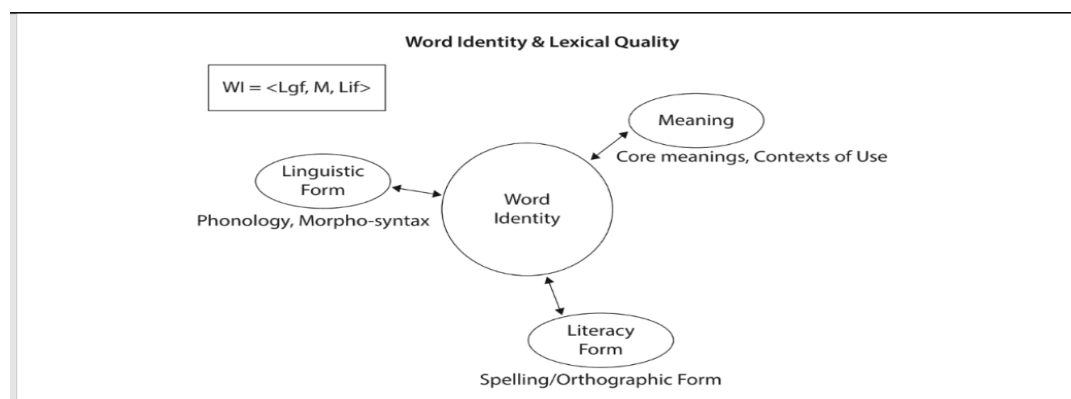 Word Identity & Lexical Quality
WI = <Lgf, M, Lif>
Meaning
Core meanings, Contexts of Use
Linguistic
Form
Phonology, Morpho-syntax
Word
Identity
Literacy
Form
Spelling/Orthographic Form